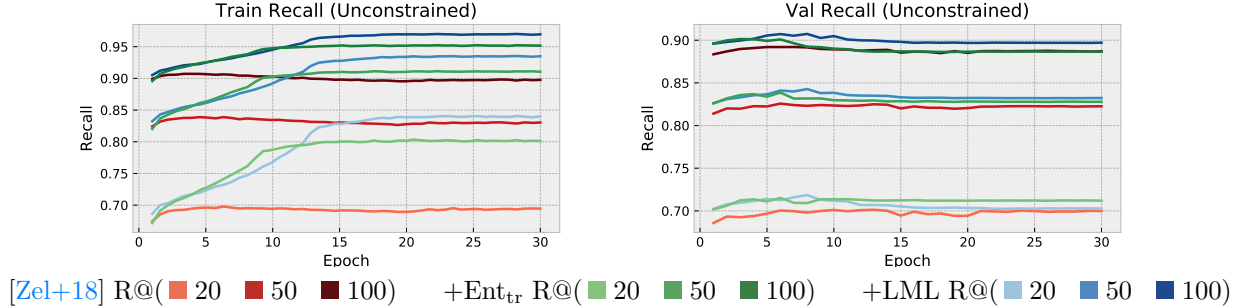 Train Recall (Unconstrained)
0.95
0.90
0.85
0.80
0.75
0.70
Recall
0 5 10 15 20 25 30
Epoch
Val Recall (Unconstrained)
0.90
0.85
0.80
0.75
0.70
Recall
0 5 10 15 20 25 30
Epoch
[Zel+18] R@( 20 50 100) +Ent_tr R@( 20 50 100) +LML R@( 20 50 100)